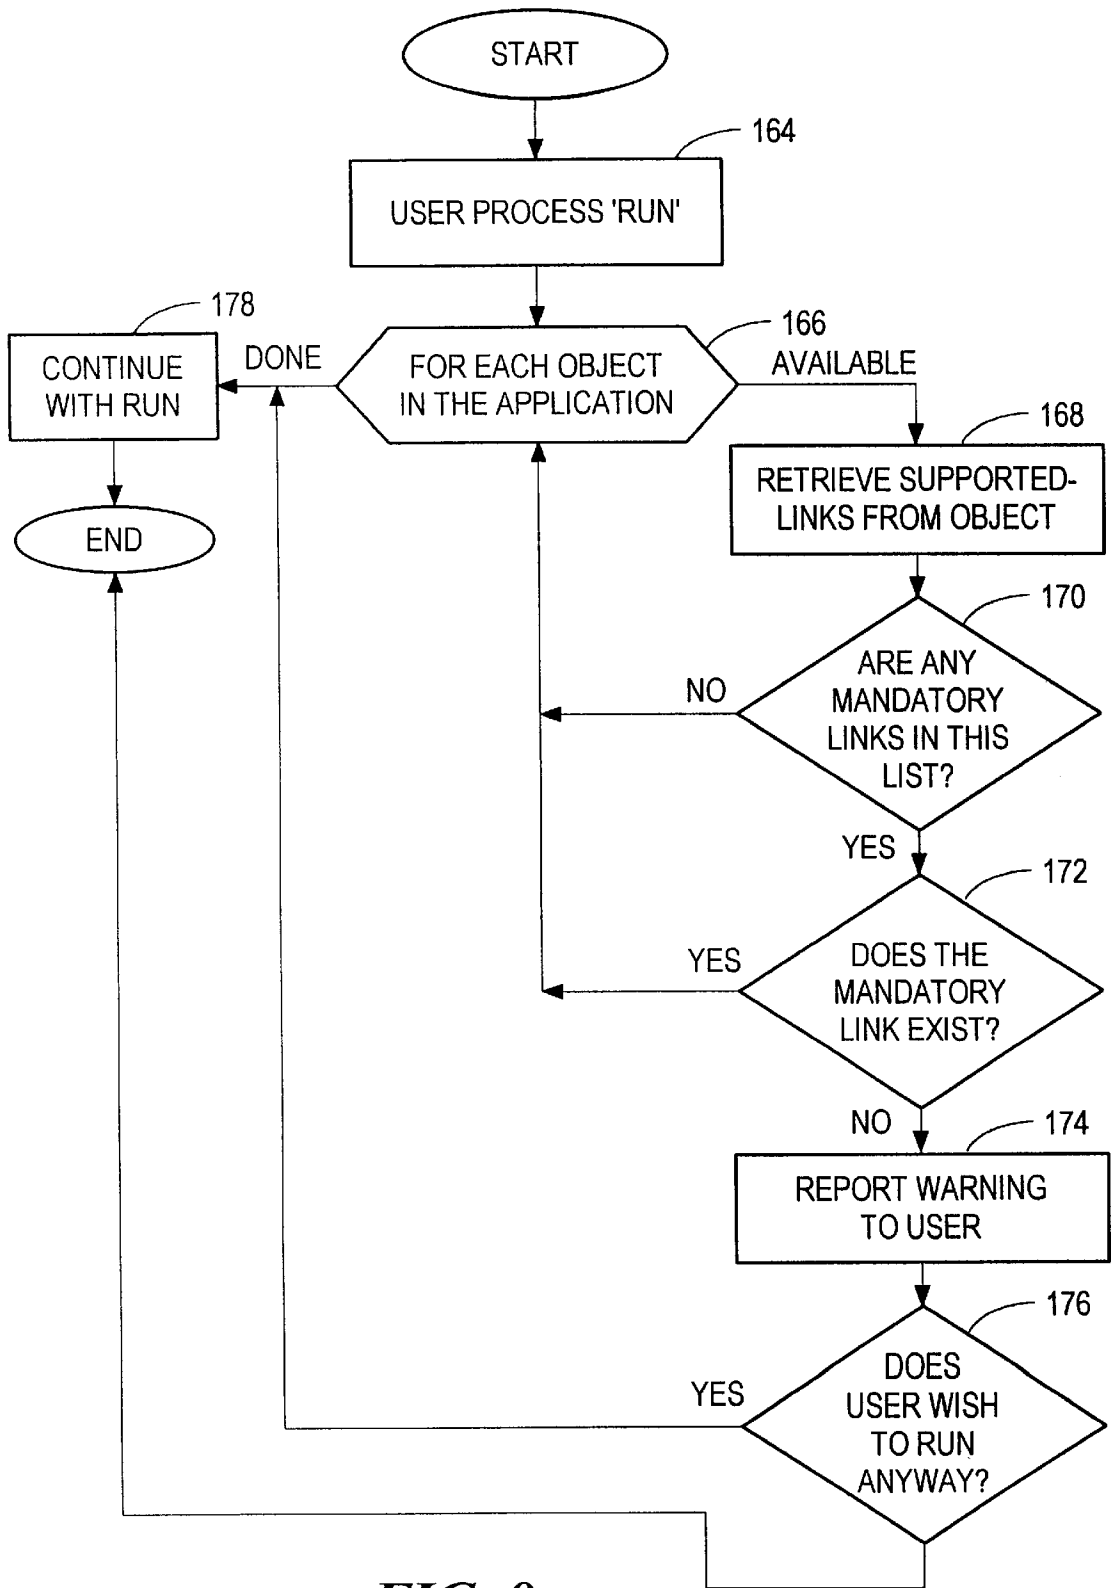 START
164
USER PROCESS 'RUN'
178
CONTINUE
WITH RUN
DONE
166
FOR EACH OBJECT
IN THE APPLICATION
AVAILABLE
168
RETRIEVE SUPPORTED-
LINKS FROM OBJECT
END
170
ARE ANY
MANDATORY
LINKS IN THIS
LIST?
NO
YES
172
DOES THE
MANDATORY
LINK EXIST?
YES
NO
174
REPORT WARNING
TO USER
176
DOES
USER WISH
TO RUN
ANYWAY?
YES